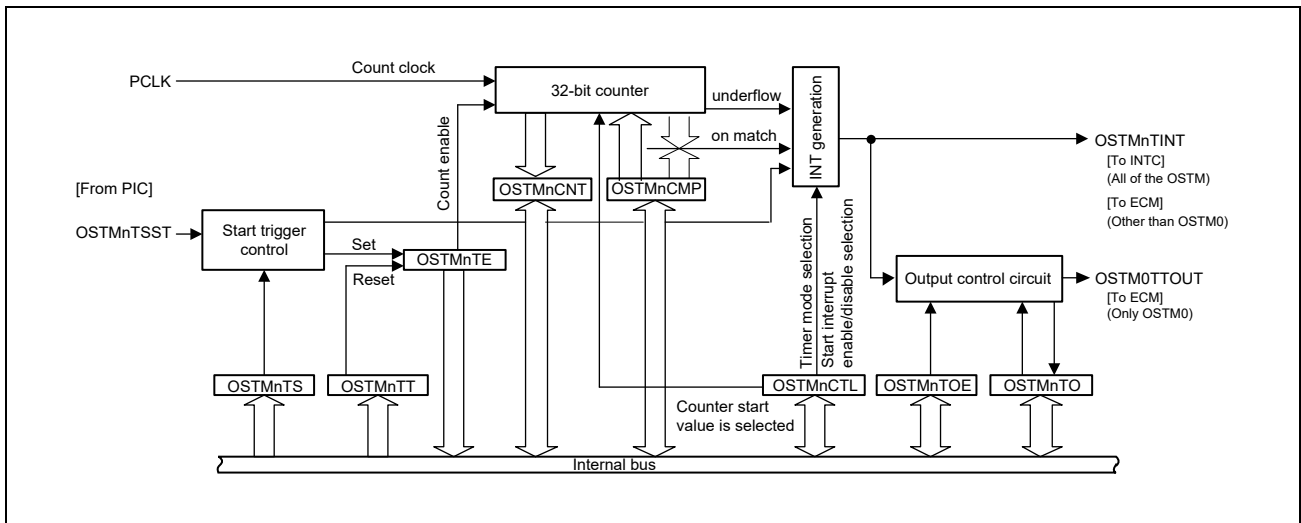 PCLK
Count clock
32-bit counter
underflow
on match
INT generation
OSTMnTINT
[To INTC]
(All of the OSTM)
[To ECM]
(Other than OSTM0)
Count enable
OSTMnCNT
OSTMnCMP
[From PIC]
OSTMnTSST
Start trigger
control
Set
Reset
OSTMnTE
Timer mode selection
Start interrupt
enable/disable selection
Output control circuit
OSTM0TTOUT
[To ECM]
(Only OSTM0)
OSTMnTS
OSTMnTT
OSTMnCTL
OSTMnTOE
OSTMnTO
Counter start
value is selected
Internal bus